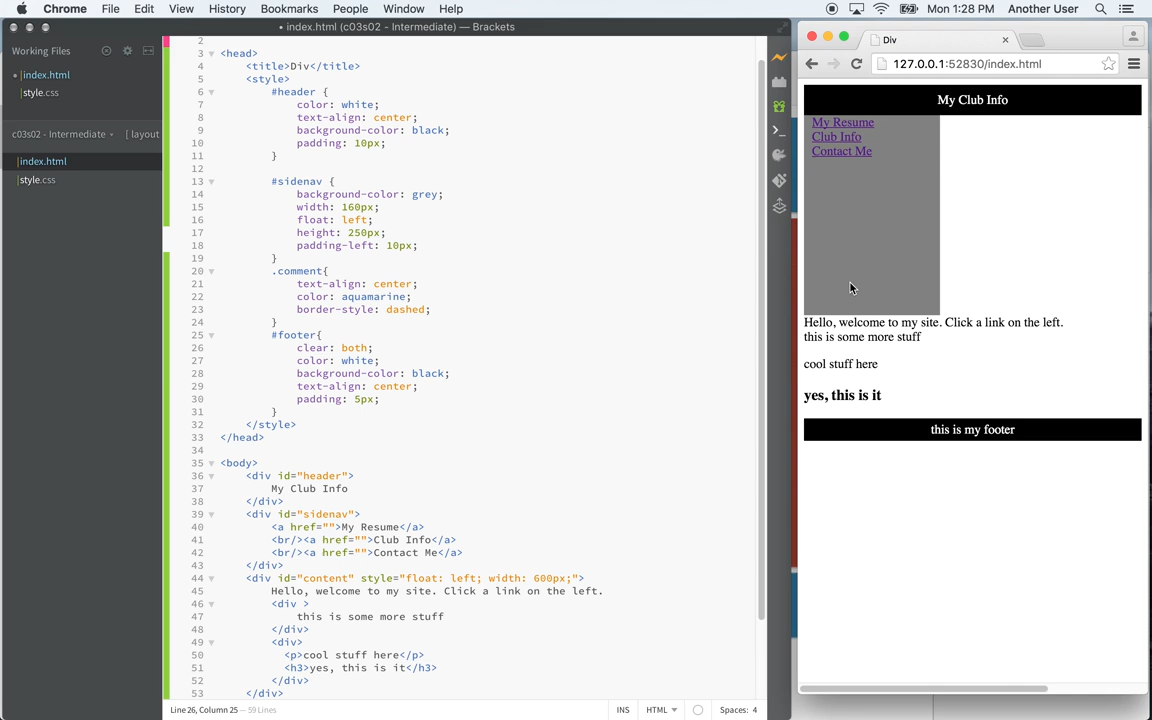 Chrome File Edit View History Bookmarks People Window Help Mon 1:28 PM Another User
• index.html (c03s02 - Intermediate) — Brackets
Working Files
index.html
style.css
c03s02 - Intermediate [ layout
index.html
style.css
2
3 <head>
4 <title>Div</title>
5 <style>
6 #header {
7 color: white;
8 text-align: center;
9 background-color: black;
10 padding: 10px;
11 }
12
13 #sidenav {
14 background-color: grey;
15 width: 160px;
16 float: left;
17 height: 250px;
18 padding-left: 10px;
19 }
20 .comment{
21 text-align: center;
22 color: aquamarine;
23 border-style: dashed;
24 }
25 #footer{
26 clear: both;
27 color: white;
28 background-color: black;
29 text-align: center;
30 padding: 5px;
31 }
32 </style>
33 </head>
34
35 <body>
36 <div id="header">
37 My Club Info
38 </div>
39 <div id="sidenav">
40 <a href="">My Resume</a>
41 <br/><a href="">Club Info</a>
42 <br/><a href="">Contact Me</a>
43 </div>
44 <div id="content" style="float: left; width: 600px;">
45 Hello, welcome to my site. Click a link on the left.
46 <div >
47 this is some more stuff
48 </div>
49 <div>
50 <p>cool stuff here</p>
51 <h3>yes, this is it</h3>
52 </div>
53 </div>
Line 26, Column 25 — 59 Lines
INS HTML Spaces: 4
Div
127.0.0.1:52830/index.html
My Club Info
My Resume
Club Info
Contact Me
Hello, welcome to my site. Click a link on the left.
this is some more stuff
cool stuff here
yes, this is it
this is my footer